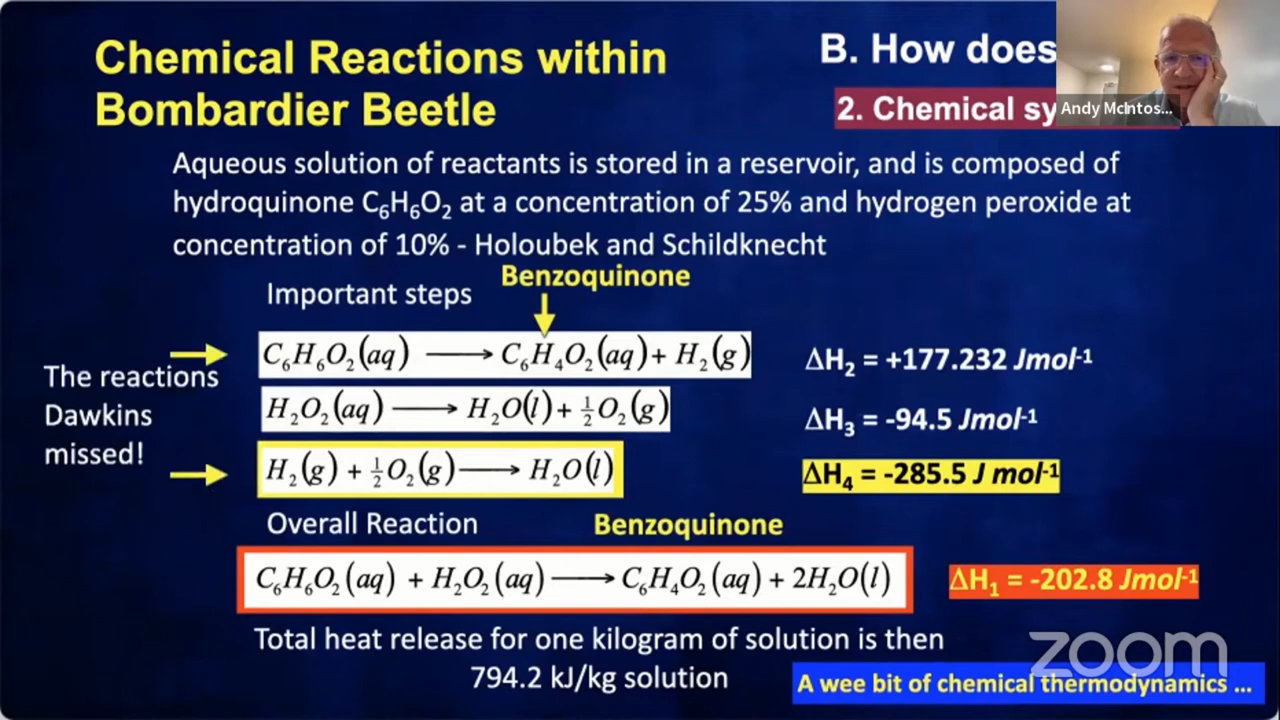 Chemical Reactions within
Bombardier Beetle
B. How does
2. Chemical sy
Andy McIntos...
Aqueous solution of reactants is stored in a reservoir, and is composed of
hydroquinone C₆H₆O₂ at a concentration of 25% and hydrogen peroxide at
concentration of 10% - Holoubek and Schildknecht
Important steps
Benzoquinone
The reactions
Dawkins
missed!
C₆H₆O₂(aq) ⟶ C₆H₄O₂(aq) + H₂(g)
ΔH₂ = +177.232 Jmol⁻¹
H₂O₂(aq) ⟶ H₂O(l) + ½O₂(g)
ΔH₃ = -94.5 Jmol⁻¹
H₂(g) + ½O₂(g) ⟶ H₂O(l)
ΔH₄ = -285.5 J mol⁻¹
Overall Reaction
Benzoquinone
C₆H₆O₂(aq) + H₂O₂(aq) ⟶ C₆H₄O₂(aq) + 2H₂O(l)
ΔH₁ = -202.8 Jmol⁻¹
Total heat release for one kilogram of solution is then
794.2 kJ/kg solution
zoom
A wee bit of chemical thermodynamics ...